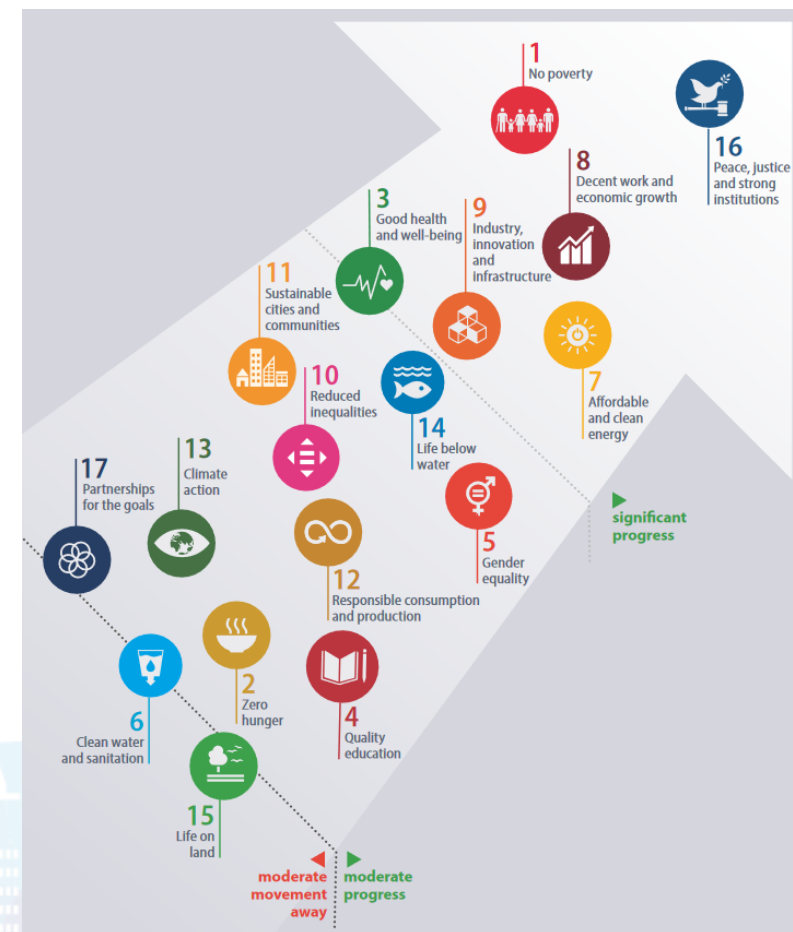 1
No poverty
16
Peace, justice
and strong
institutions
8
Decent work and
economic growth
3
Good health
and well-being
9
Industry,
innovation
and
infrastructure
11
Sustainable
cities and
communities
10
Reduced
inequalities
7
Affordable
and clean
energy
14
Life below
water
13
Climate
action
17
Partnerships
for the goals
significant
progress
5
Gender
equality
12
Responsible consumption
and production
2
Zero
hunger
4
Quality
education
6
Clean water
and sanitation
15
Life on
land
moderate
movement
away
moderate
progress